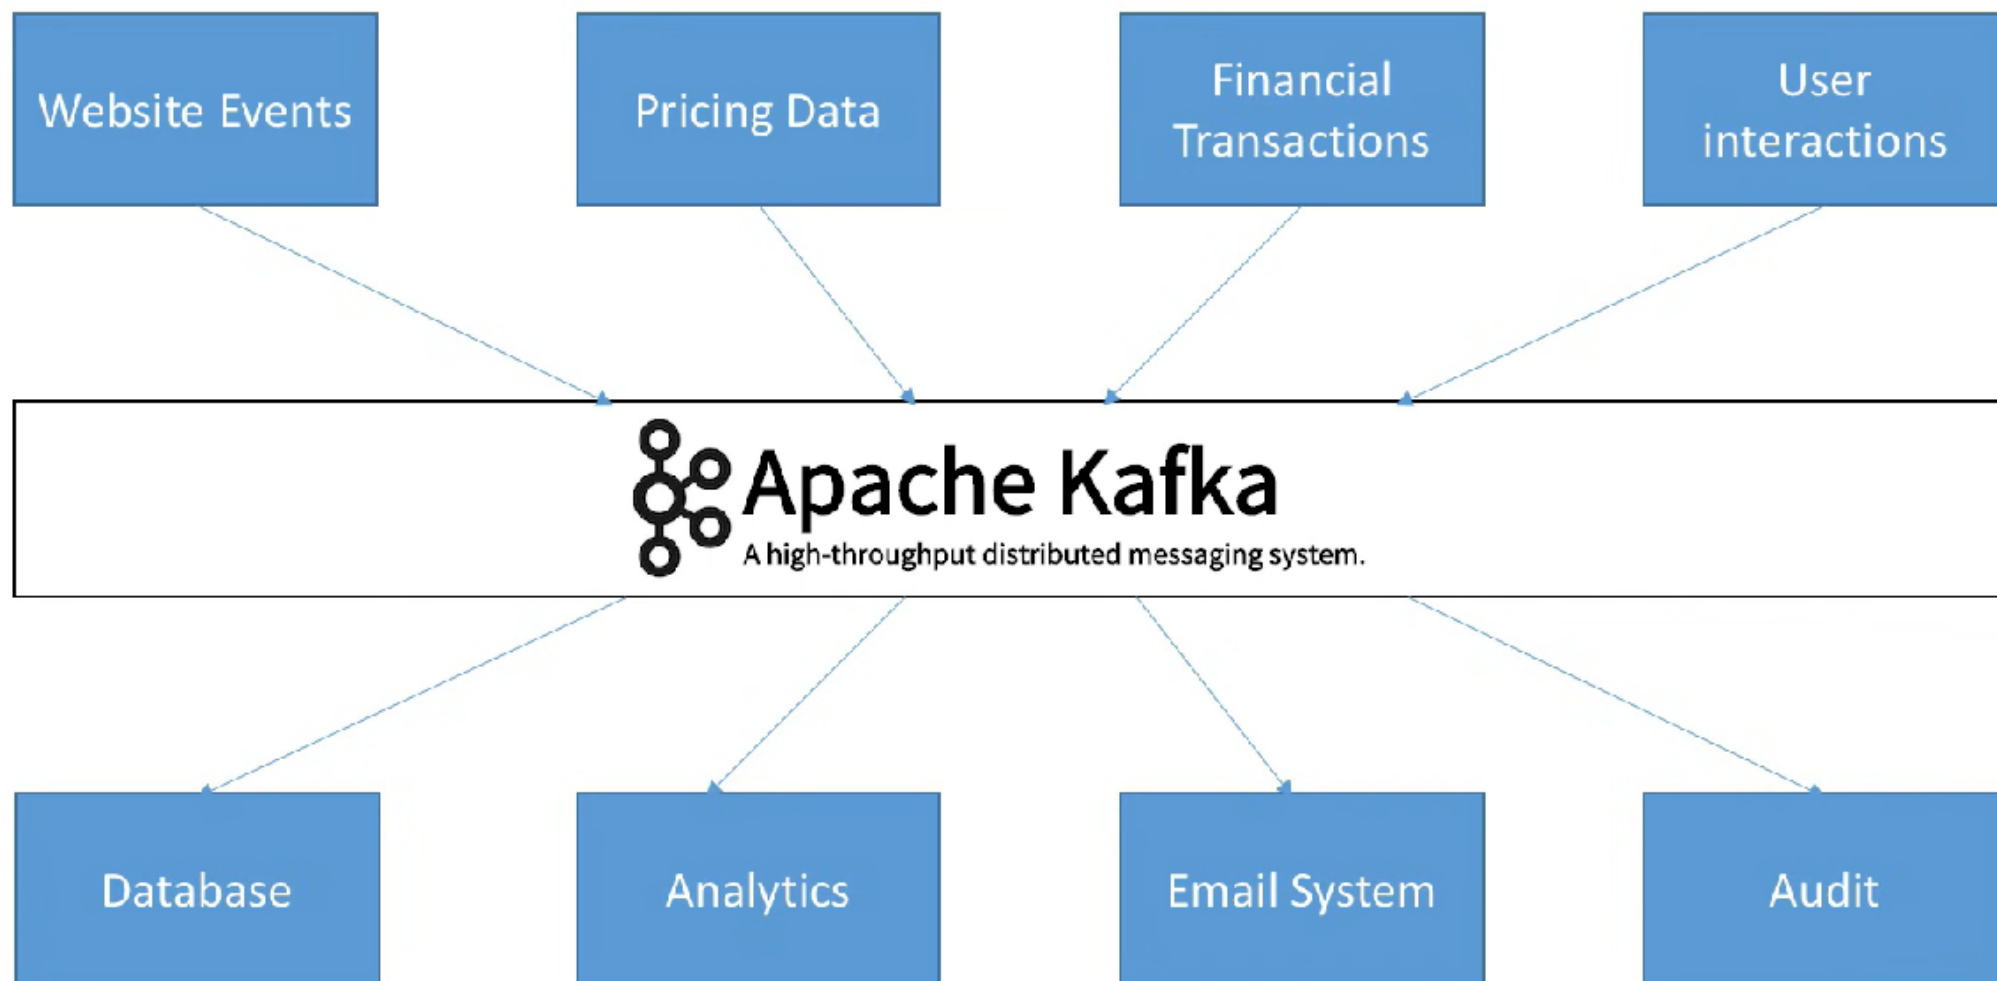 Website Events
Pricing Data
Financial
Transactions
User
interactions
Apache Kafka
A high-throughput distributed messaging system.
Database
Analytics
Email System
Audit